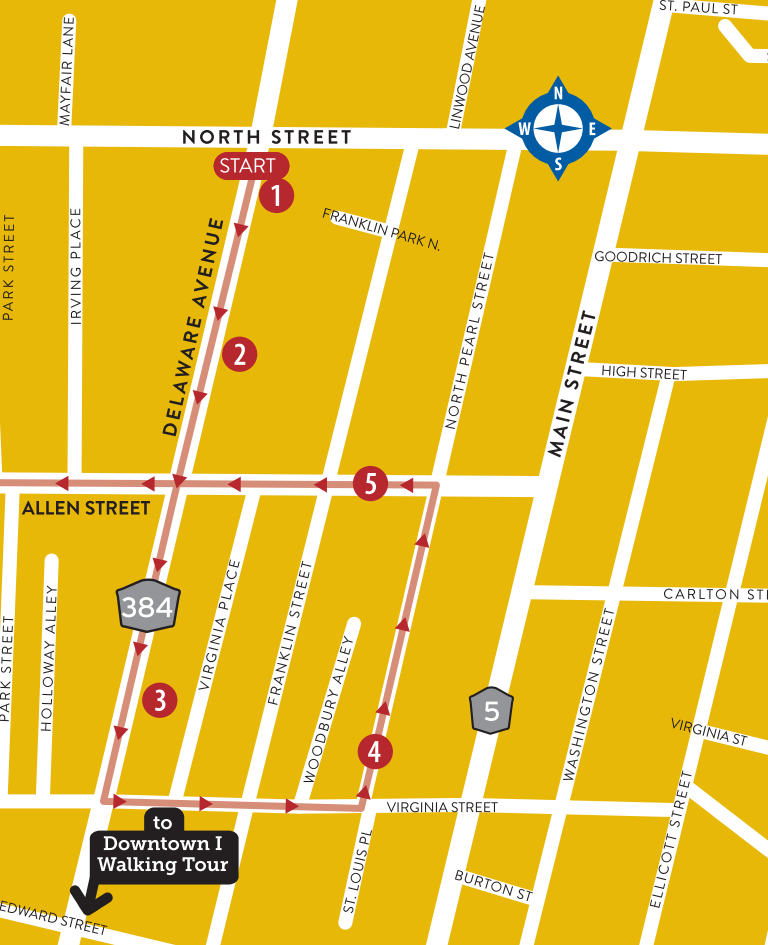 ST. PAUL ST
MAYFAIR LANE
LINWOOD AVENUE
N
W E
S
NORTH STREET
START
1
FRANKLIN PARK N.
PARK STREET
IRVING PLACE
DELAWARE AVENUE
NORTH PEARL STREET
GOODRICH STREET
2
MAIN STREET
HIGH STREET
5
ALLEN STREET
384
VIRGINIA PLACE
FRANKLIN STREET
CARLTON STR
PARK STREET
HOLLOWAY ALLEY
WOODBURY ALLEY
WASHINGTON STREET
3
5
4
VIRGINIA ST
VIRGINIA STREET
ELLICOTT STREET
to
Downtown I
Walking Tour
ST. LOUIS PL
BURTON ST
EDWARD STREET